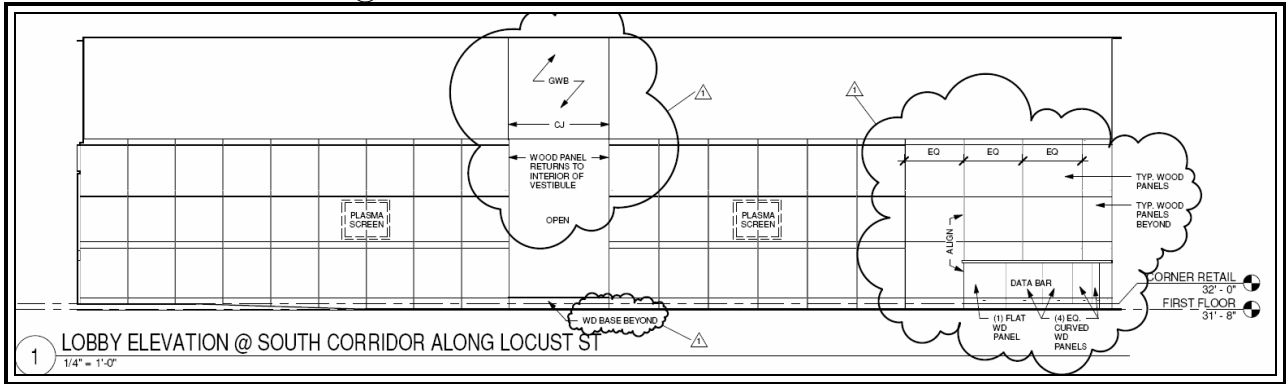 GWB
1
1
CJ
EQ
EQ
EQ
WOOD PANEL
RETURNS TO
INTERIOR OF
VESTIBULE
TYP. WOOD
PANELS
TYP. WOOD
PANELS
BEYOND
PLASMA
SCREEN
OPEN
PLASMA
SCREEN
ALIGN
DATA BAR
CORNER RETAIL
32' - 0"
FIRST FLOOR
31' - 8"
WD BASE BEYOND
1
(1) FLAT
WD
PANEL
(4) EQ.
CURVED
WD
PANELS
1
LOBBY ELEVATION @ SOUTH CORRIDOR ALONG LOCUST ST
1/4" = 1'-0"